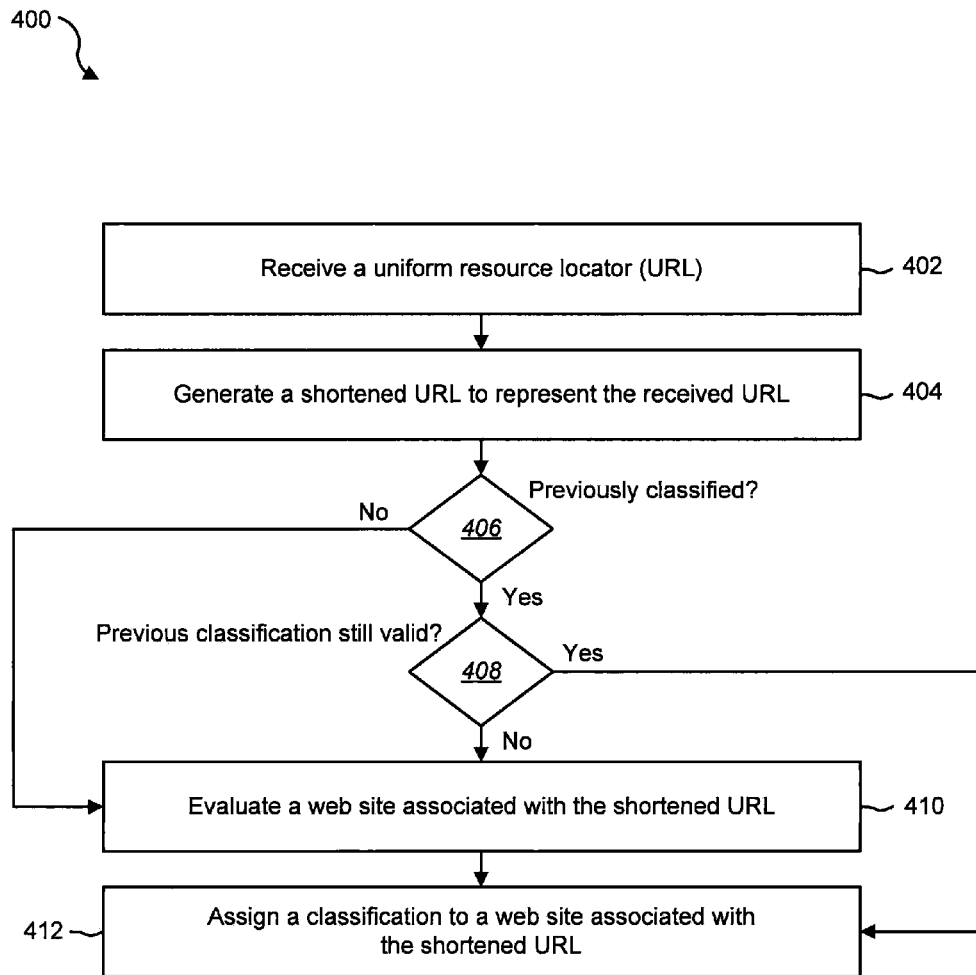 400
Receive a uniform resource locator (URL)
402
Generate a shortened URL to represent the received URL
404
Previously classified?
No
406
Yes
Previous classification still valid?
Yes
408
No
Evaluate a web site associated with the shortened URL
410
Assign a classification to a web site associated with
the shortened URL
412